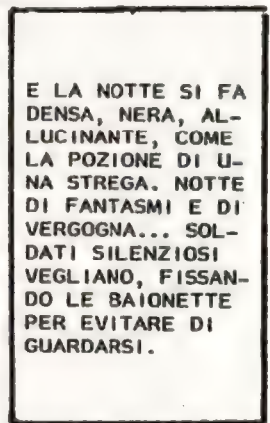 E LA NOTTE SI FA
DENSA, NERA, AL-
LUCINANTE, COME
LA POZIONE DI U-
NA STREGA. NOTTE
DI FANTASMI E DI
VERGOGNA... SOL-
DATI SILENZIOSI
VEGLIANO, FISSAN-
DO LE BAIONETTE
PER EVITARE DI
GUARDARSI.